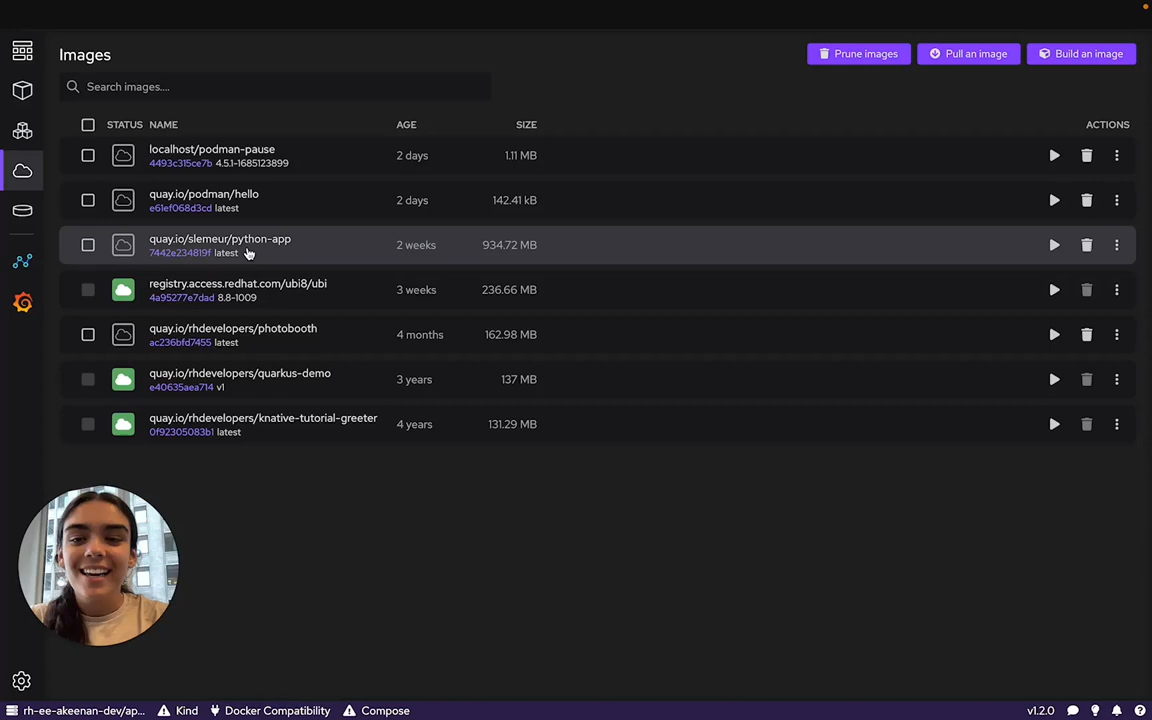 Images
Prune images
Pull an image
Build an image
Search images....
STATUS NAME AGE SIZE ACTIONS
localhost/podman-pause 2 days 1.11 MB
4493c315ce7b 4.5.1-1685123899
quay.io/podman/hello 2 days 142.41 kB
e61ef068d3cd latest
quay.io/slemeur/python-app 2 weeks 934.72 MB
7442e234819f latest
registry.access.redhat.com/ubi8/ubi 3 weeks 236.66 MB
4a95277e7dad 8.8-1009
quay.io/rhdevelopers/photobooth 4 months 162.98 MB
ac236bfd7455 latest
quay.io/rhdevelopers/quarkus-demo 3 years 137 MB
e40635aea714 v1
quay.io/rhdevelopers/knative-tutorial-greeter 4 years 131.29 MB
0f92305083b1 latest
rh-ee-akeenan-dev/ap... Kind Docker Compatibility Compose v1.2.0